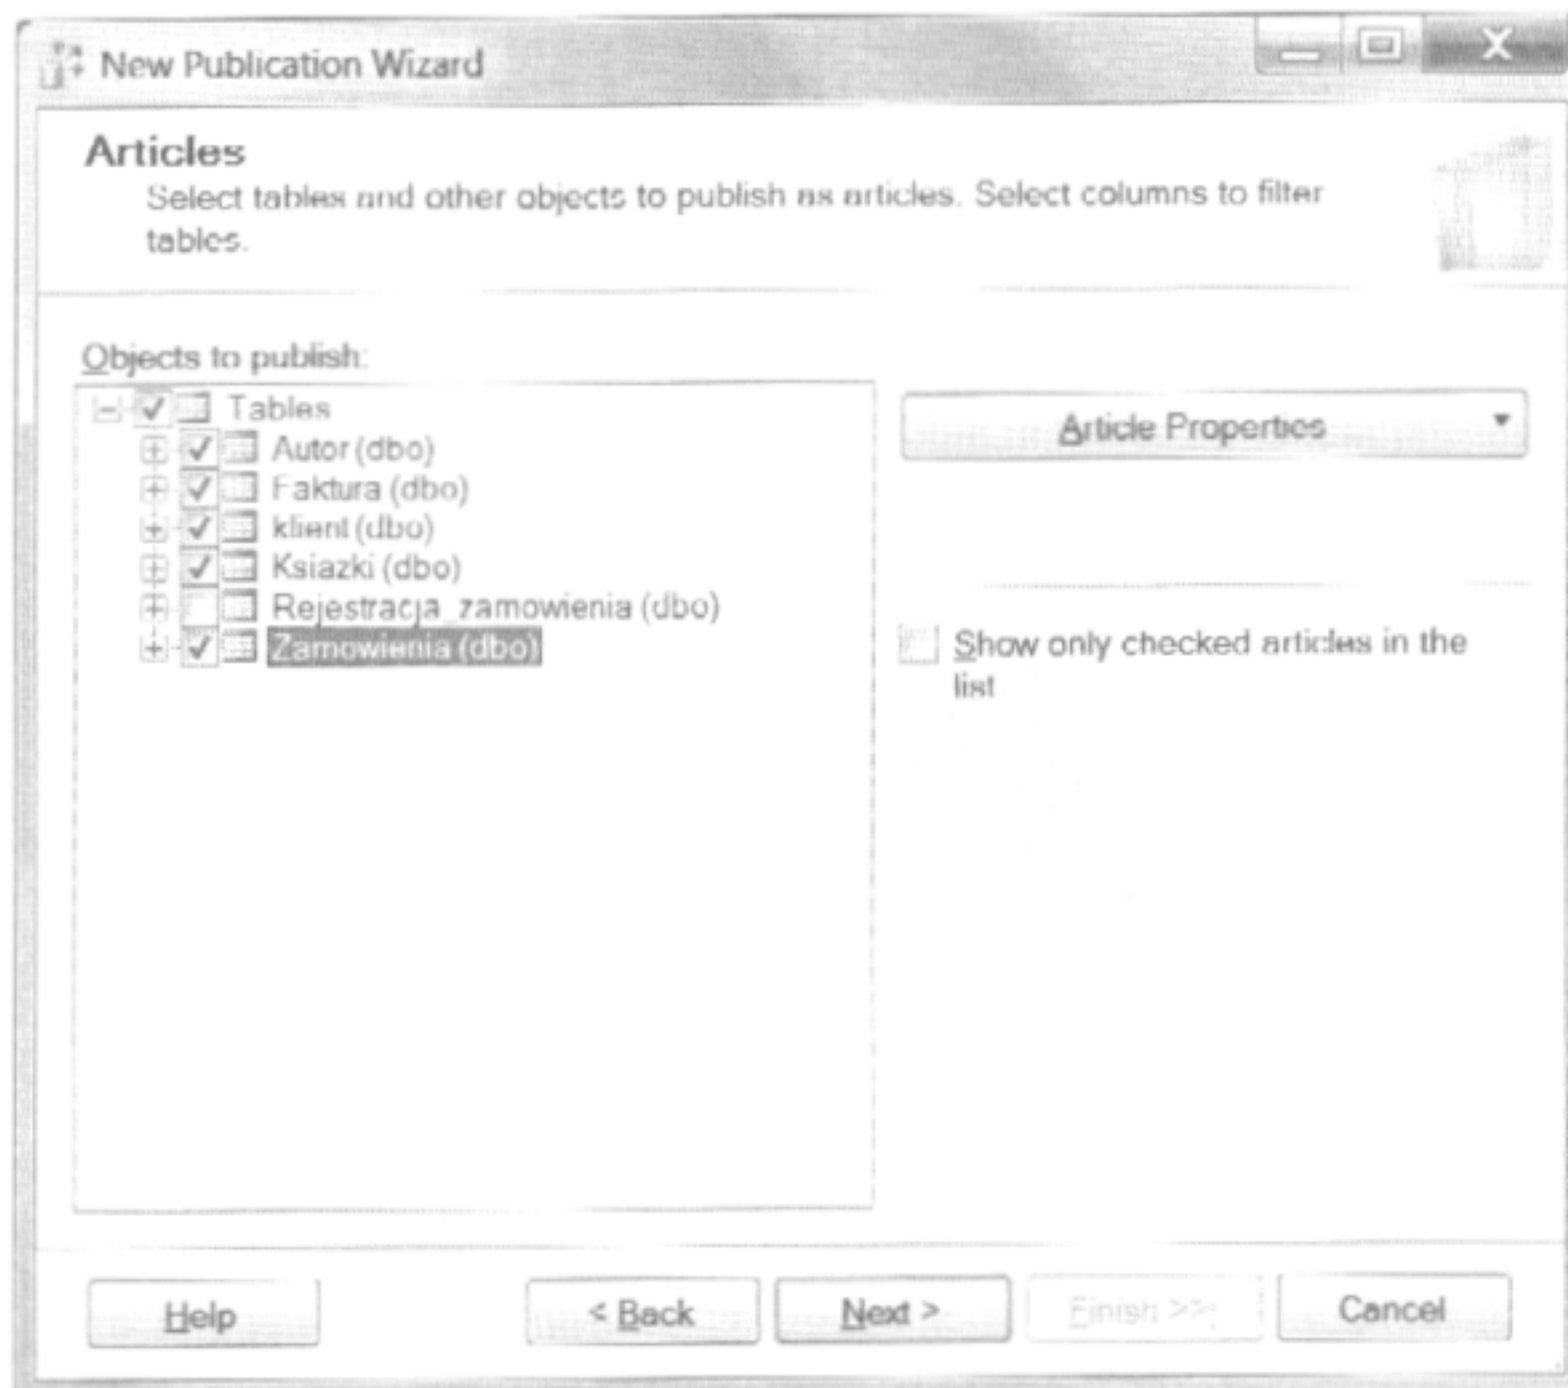 New Publication Wizard
Articles
Select tables and other objects to publish as articles. Select columns to filter
tables.
Objects to publish:
Tables
Autor (dbo)
Faktura (dbo)
klient (dbo)
Ksiazki (dbo)
Rejestracja_zamowienia (dbo)
Zamowienia (dbo)
Article Properties
Show only checked articles in the
list
Help
< Back
Next >
Finish >>|
Cancel